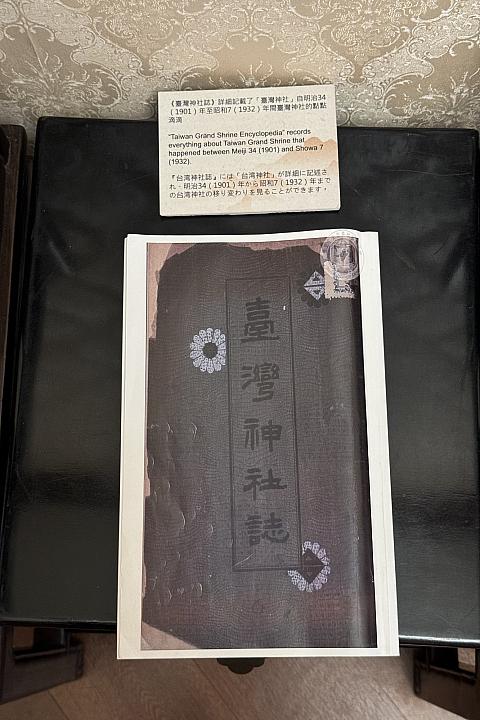 《臺灣神社誌》詳細記載了「臺灣神社」自明治34
(1901)年至昭和7(1932)年間臺灣神社的點點
滴滴
"Taiwan Grand Shrine Encyclopedia" records
everything about Taiwan Grand Shrine that
happened between Meiji 34 (1901) and Showa 7
(1932).
『台湾神社誌』には「台湾神社」が詳細に記述さ
れ、明治34(1901)年から昭和7(1932)年まで
の台湾神社の移り変わりを見ることができます。
臺灣神社誌